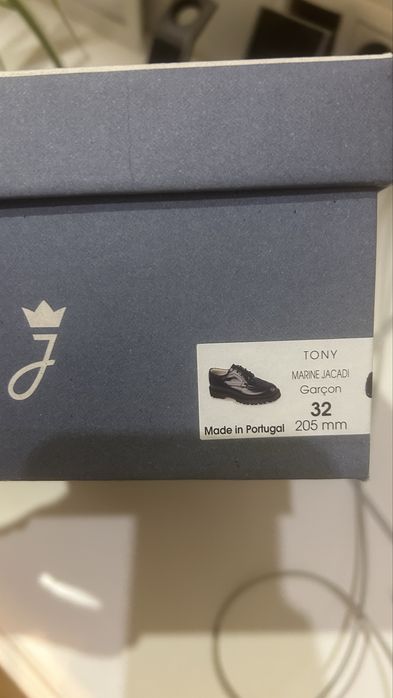 J
TONY
MARINE JACADI
Garçon
32
Made in Portugal 205 mm